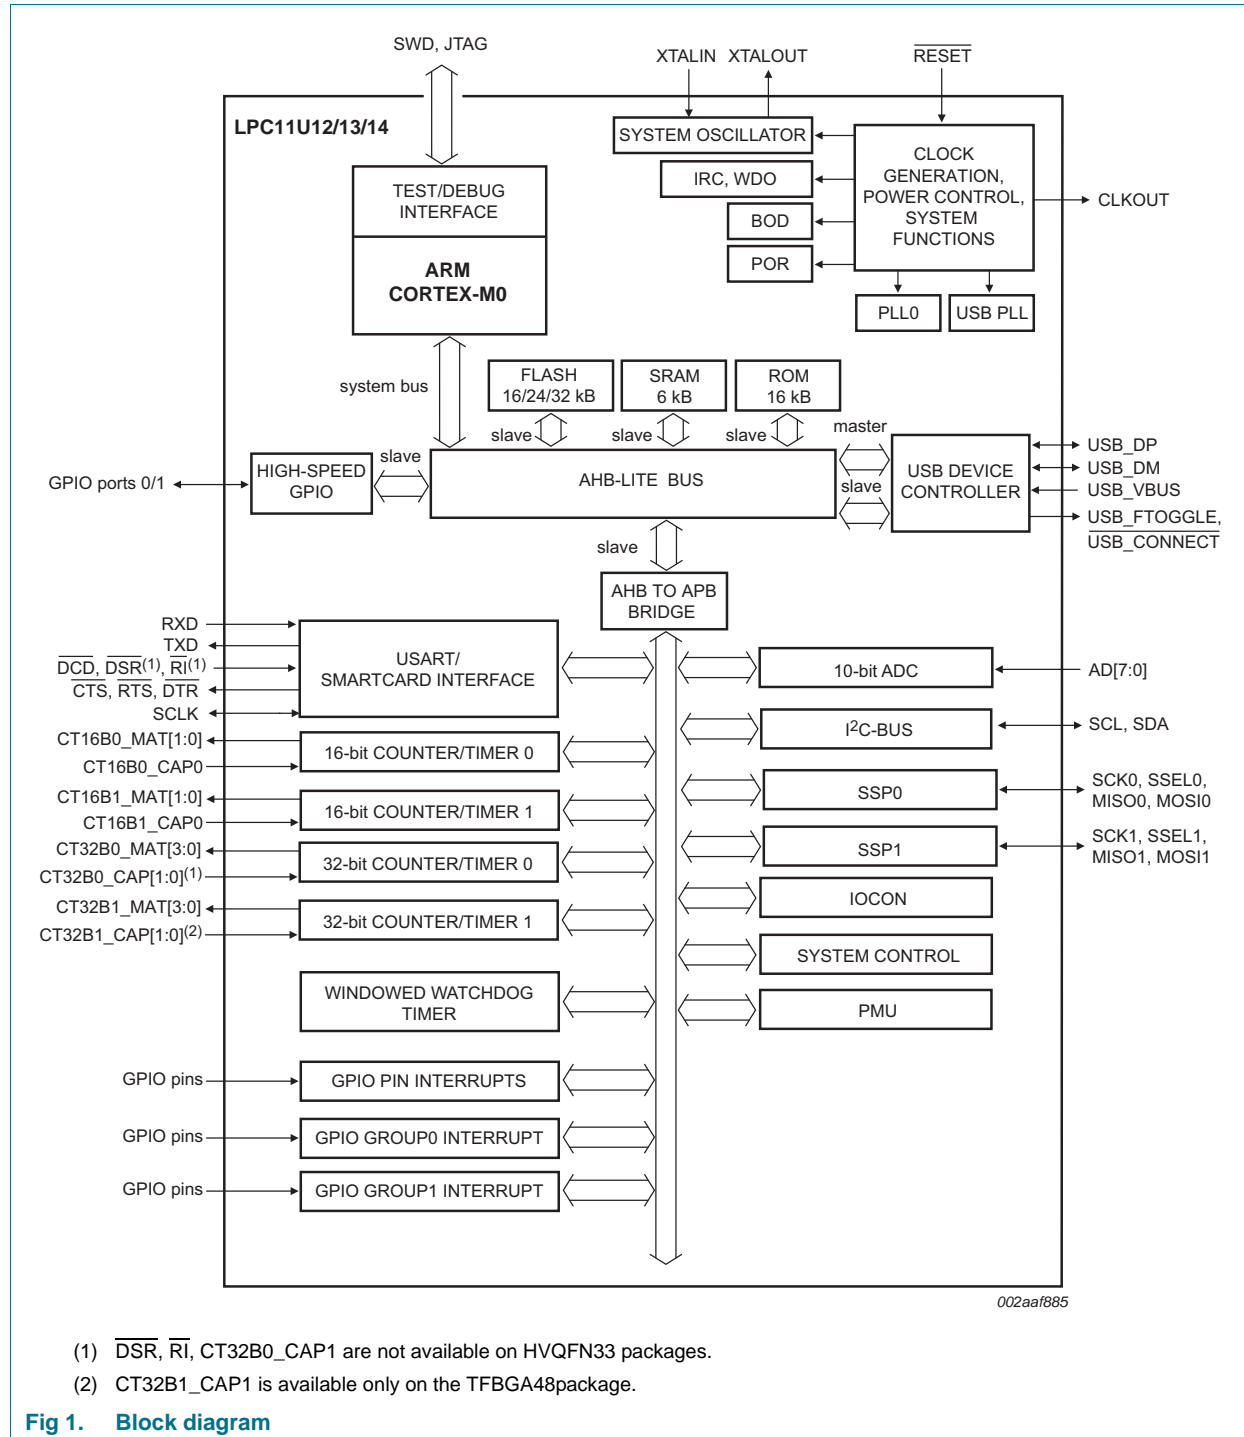 SWD, JTAG
XTALIN XTALOUT
RESET
LPC11U12/13/14
SYSTEM OSCILLATOR
CLOCK
GENERATION,
POWER CONTROL,
SYSTEM
FUNCTIONS
CLKOUT
IRC, WDO
BOD
POR
PLL0
USB PLL
TEST/DEBUG
INTERFACE
ARM
CORTEX-M0
system bus
FLASH
16/24/32 kB
SRAM
6 kB
ROM
16 kB
slave
slave
slave
master
slave
slave
GPIO ports 0/1
HIGH-SPEED
GPIO
AHB-LITE BUS
USB DEVICE
CONTROLLER
USB_DP
USB_DM
USB_VBUS
USB_FTOGGLE,
USB_CONNECT
slave
AHB TO APB
BRIDGE
RXD
TXD
DCD, DSR(1), RI(1)
CTS, RTS, DTR
SCLK
USART/
SMARTCARD INTERFACE
CT16B0_MAT[1:0]
CT16B0_CAP0
16-bit COUNTER/TIMER 0
CT16B1_MAT[1:0]
CT16B1_CAP0
16-bit COUNTER/TIMER 1
CT32B0_MAT[3:0]
CT32B0_CAP[1:0](1)
32-bit COUNTER/TIMER 0
CT32B1_MAT[3:0]
CT32B1_CAP[1:0](2)
32-bit COUNTER/TIMER 1
WINDOWED WATCHDOG
TIMER
GPIO pins
GPIO PIN INTERRUPTS
GPIO pins
GPIO GROUP0 INTERRUPT
GPIO pins
GPIO GROUP1 INTERRUPT
10-bit ADC
AD[7:0]
I2C-BUS
SCL, SDA
SSP0
SCK0, SSEL0,
MISO0, MOSI0
SSP1
SCK1, SSEL1,
MISO1, MOSI1
IOCON
SYSTEM CONTROL
PMU
002aaf885
(1) DSR, RI, CT32B0_CAP1 are not available on HVQFN33 packages.
(2) CT32B1_CAP1 is available only on the TFBGA48package.
Fig 1. Block diagram